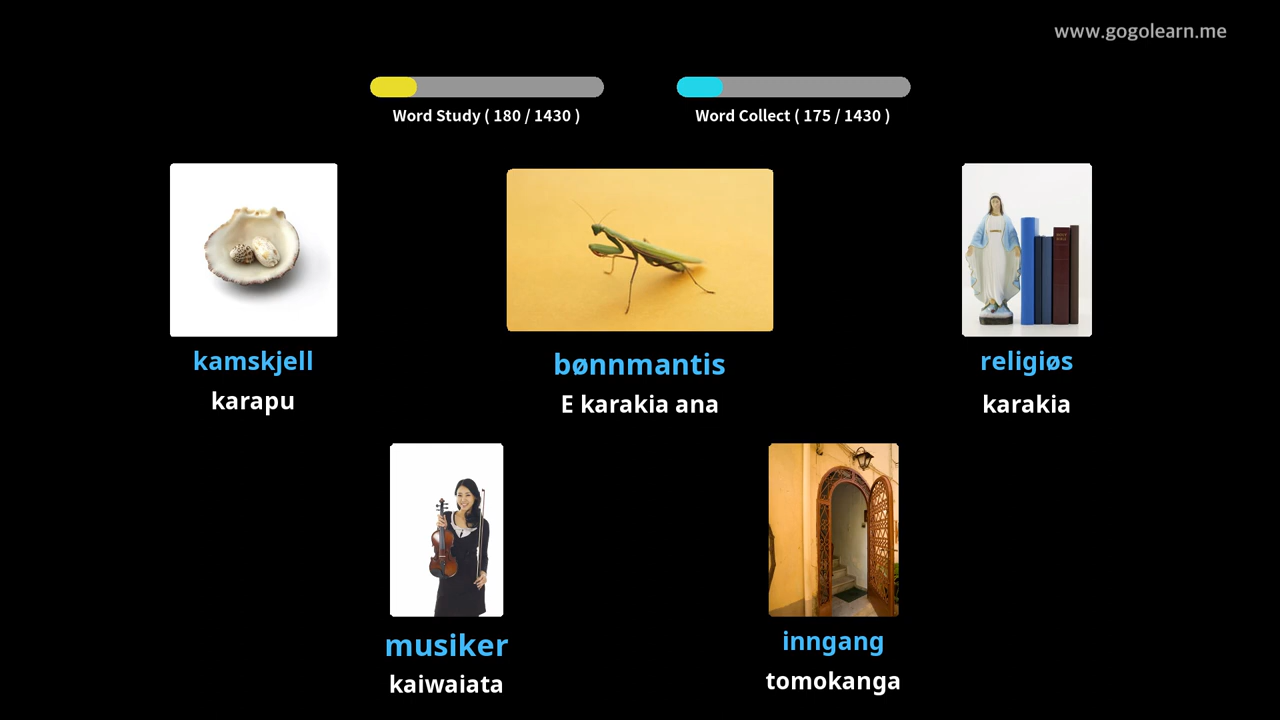 www.gogolearn.me
Word Study ( 180 / 1430 )
Word Collect ( 175 / 1430 )
kamskjell
karapu
bønnmantis
E karakia ana
religiøs
karakia
musiker
kaiwaiata
inngang
tomokanga